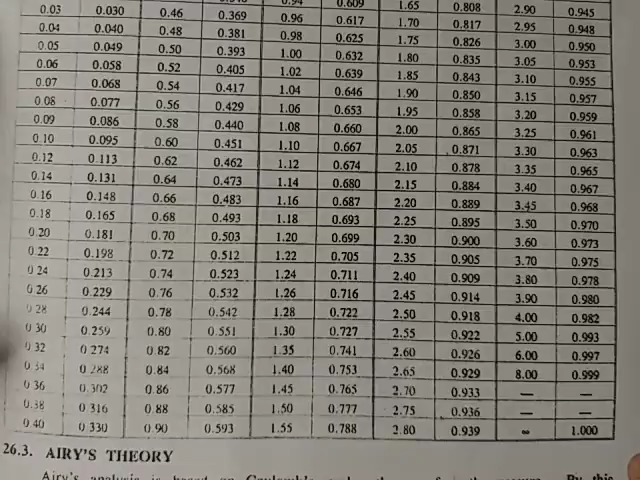 0.94 0.609 1.65 0.808 2.90 0.945
0.03 0.030 0.46 0.369 0.96 0.617 1.70 0.817 2.95 0.948
0.04 0.040 0.48 0.381 0.98 0.625 1.75 0.826 3.00 0.950
0.05 0.049 0.50 0.393 1.00 0.632 1.80 0.835 3.05 0.953
0.06 0.058 0.52 0.405 1.02 0.639 1.85 0.843 3.10 0.955
0.07 0.068 0.54 0.417 1.04 0.646 1.90 0.850 3.15 0.957
0.08 0.077 0.56 0.429 1.06 0.653 1.95 0.858 3.20 0.959
0.09 0.086 0.58 0.440 1.08 0.660 2.00 0.865 3.25 0.961
0.10 0.095 0.60 0.451 1.10 0.667 2.05 0.871 3.30 0.963
0.12 0.113 0.62 0.462 1.12 0.674 2.10 0.878 3.35 0.965
0.14 0.131 0.64 0.473 1.14 0.680 2.15 0.884 3.40 0.967
0.16 0.148 0.66 0.483 1.16 0.687 2.20 0.889 3.45 0.968
0.18 0.165 0.68 0.493 1.18 0.693 2.25 0.895 3.50 0.970
0.20 0.181 0.70 0.503 1.20 0.699 2.30 0.900 3.60 0.973
0.22 0.198 0.72 0.512 1.22 0.705 2.35 0.905 3.70 0.975
0.24 0.213 0.74 0.523 1.24 0.711 2.40 0.909 3.80 0.978
0.26 0.229 0.76 0.532 1.26 0.716 2.45 0.914 3.90 0.980
0.28 0.244 0.78 0.542 1.28 0.722 2.50 0.918 4.00 0.982
0.30 0.259 0.80 0.551 1.30 0.727 2.55 0.922 5.00 0.993
0.32 0.274 0.82 0.560 1.35 0.741 2.60 0.926 6.00 0.997
0.34 0.288 0.84 0.568 1.40 0.753 2.65 0.929 8.00 0.999
0.36 0.302 0.86 0.577 1.45 0.765 2.70 0.933 — —
0.38 0.316 0.88 0.585 1.50 0.777 2.75 0.936 — —
0.40 0.330 0.90 0.593 1.55 0.788 2.80 0.939 ∞ 1.000
26.3. AIRY'S THEORY
Airy's analysis is based on Coulomb's